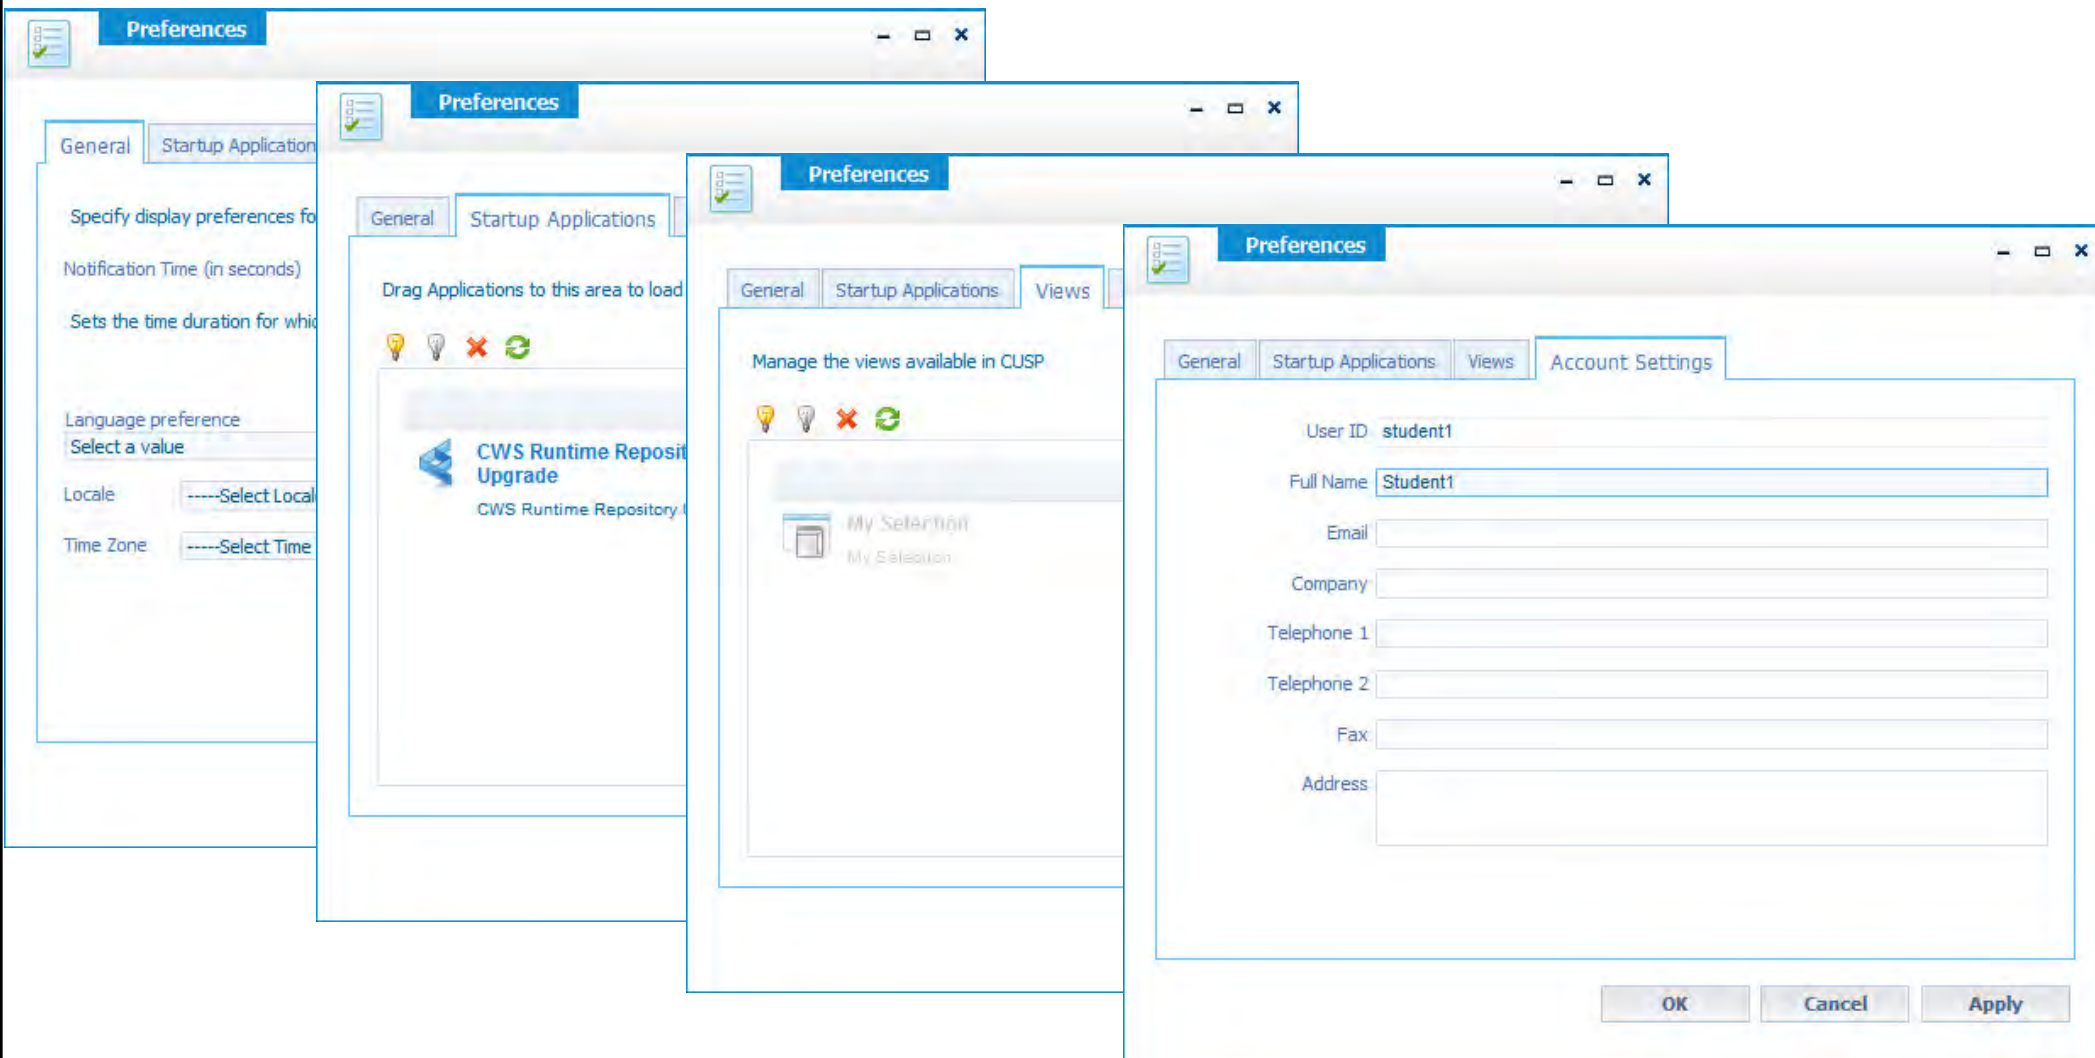 Preferences
General
Startup Application
Specify display preferences fo
Notification Time (in seconds)
Sets the time duration for whic
Language preference
Select a value
Locale
-----Select Local
Time Zone
-----Select Time
Preferences
General
Startup Applications
Drag Applications to this area to load
CWS Runtime Reposit
Upgrade
CWS Runtime Repository
Preferences
General
Startup Applications
Views
Manage the views available in CUSP
My Selection
My Selection
Preferences
General
Startup Applications
Views
Account Settings
User ID student1
Full Name Student1
Email
Company
Telephone 1
Telephone 2
Fax
Address
OK
Cancel
Apply